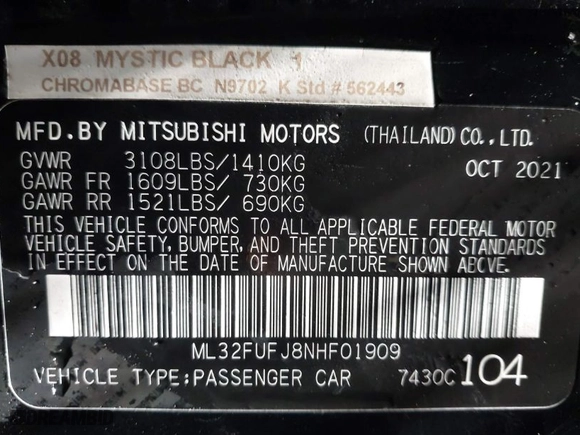 X08 MYSTIC BLACK 1
CHROMABASE BC N9702 K Std # 562443
MFD.BY MITSUBISHI MOTORS (THAILAND) CO., LTD.
GVWR 3108LBS/1410KG OCT 2021
GAWR FR 1609LBS/ 730KG
GAWR RR 1521LBS/ 690KG
THIS VEHICLE CONFORMS TO ALL APPLICABLE FEDERAL MOTOR
VEHICLE SAFETY, BUMPER, AND THEFT PREVENTION STANDARDS
IN EFFECT ON THE DATE OF MANUFACTURE SHOWN ABOVE.
ML32FUFJ8NHF01909
VEHICLE TYPE:PASSENGER CAR 7430C 104